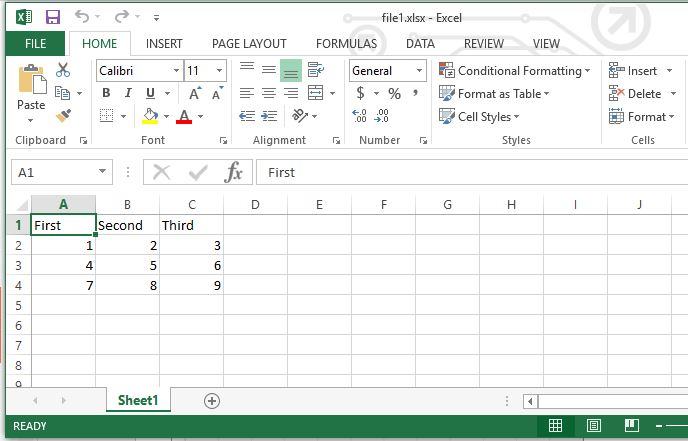 file1.xlsx - Excel
FILE HOME INSERT PAGE LAYOUT FORMULAS DATA REVIEW VIEW
Calibri 11 A A General Conditional Formatting Insert
Paste $ % , Format as Table Delete
B I U A .0 .00 .00 .0 Cell Styles Format
Clipboard Font Alignment Number Styles Cells
A1 fx First
A B C D E F G H I J
1 First Second Third
2 1 2 3
3 4 5 6
4 7 8 9
5
6
7
8
9
Sheet1
READY